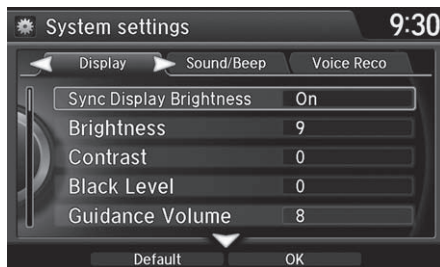 System settings 9:30
Display Sound/Beep Voice Reco
Sync Display Brightness On
Brightness 9
Contrast 0
Black Level 0
Guidance Volume 8
Default OK